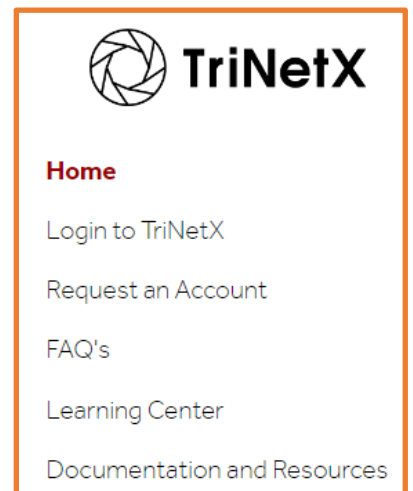 TriNetX
Home
Login to TriNetX
Request an Account
FAQ's
Learning Center
Documentation and Resources